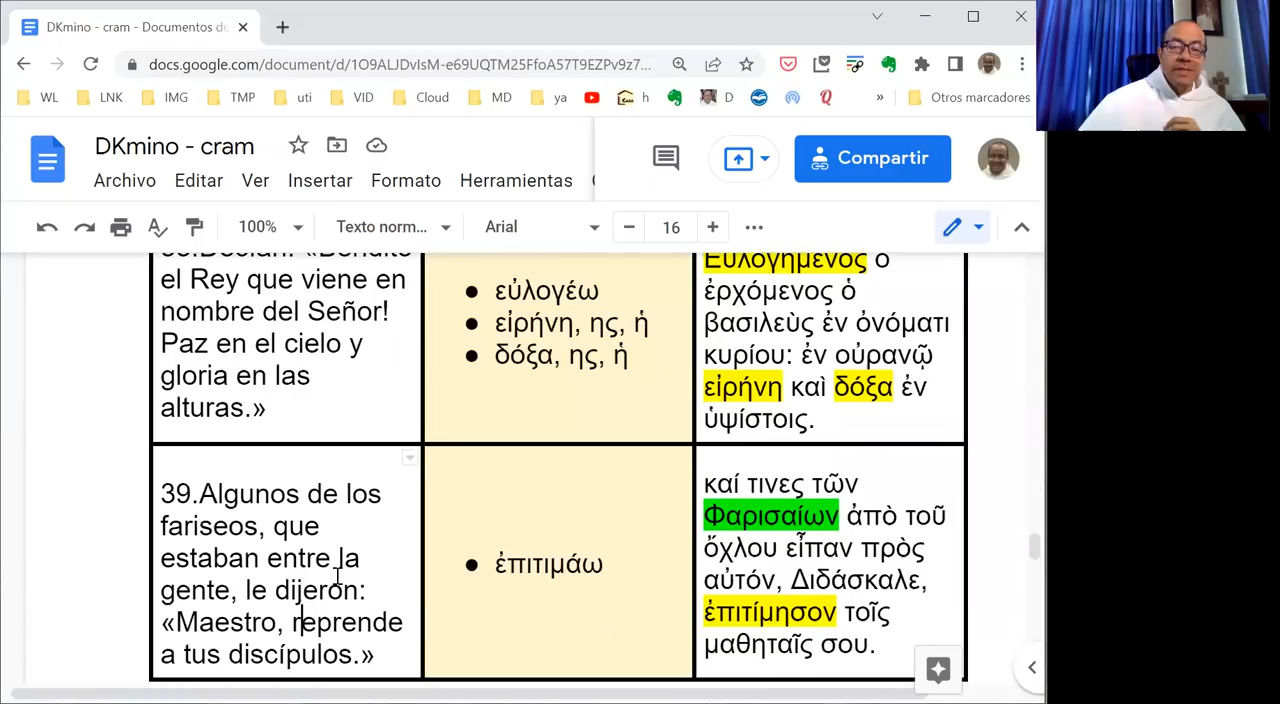 DKmino - cram - Documentos de
docs.google.com/document/d/1O9ALJDvIsM-e69UQTM25FfoA57T9EZPv9z7...
WL LNK IMG TMP uti VID Cloud MD ya h D » Otros marcadores
DKmino - cram
Compartir
Archivo Editar Ver Insertar Formato Herramientas
100% Texto norm... Arial 16
el Rey que viene en
nombre del Señor!
Paz en el cielo y
gloria en las
alturas.»
● εὐλογέω
● εἰρήνη, ης, ἡ
● δόξα, ης, ἡ
Εὐλογημένος ὁ
ἐρχόμενος ὁ
βασιλεὺς ἐν ὀνόματι
κυρίου: ἐν οὐρανῷ
εἰρήνη καὶ δόξα ἐν
ὑψίστοις.
39.Algunos de los
fariseos, que
estaban entre la
gente, le dijeron:
«Maestro, reprende
a tus discípulos.»
● ἐπιτιμάω
καί τινες τῶν
Φαρισαίων ἀπὸ τοῦ
ὄχλου εἶπαν πρὸς
αὐτόν, Διδάσκαλε,
ἐπιτίμησον τοῖς
μαθηταῖς σου.